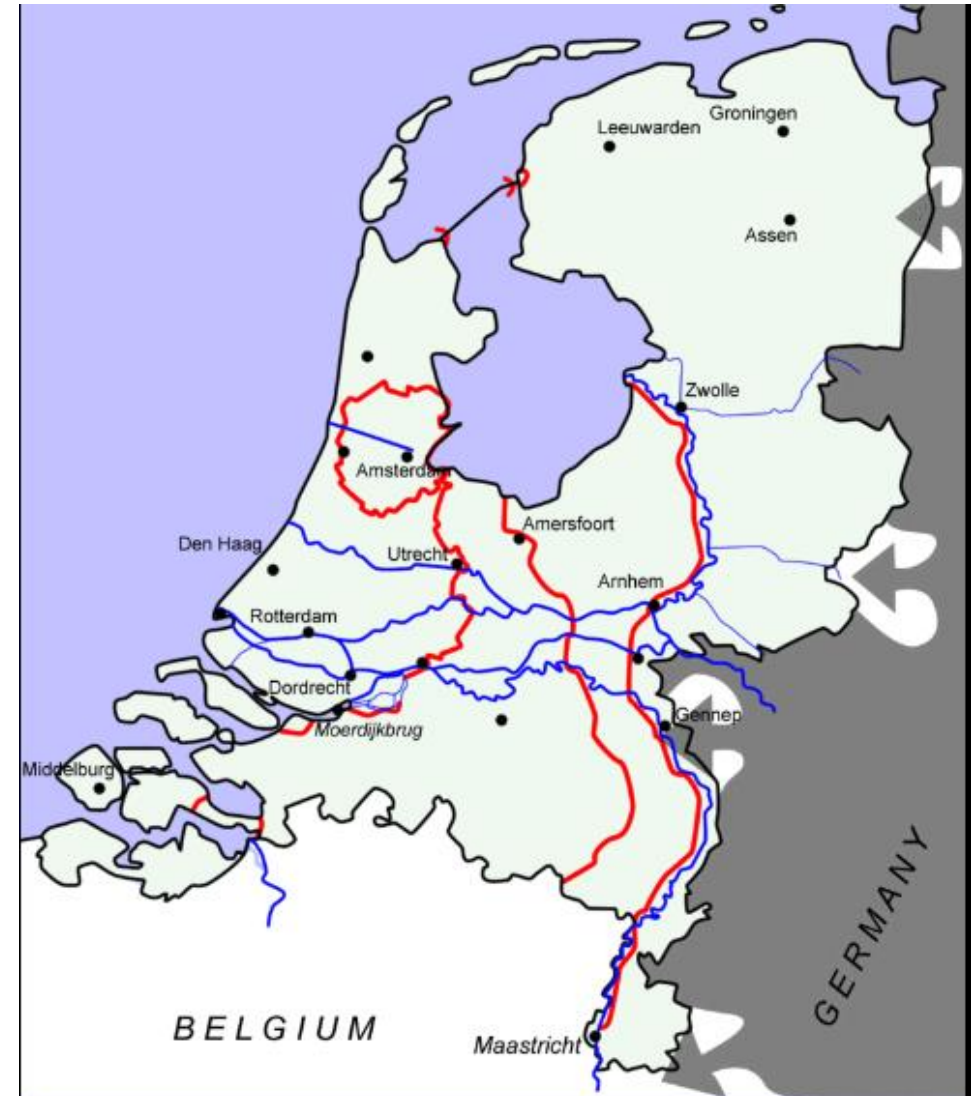 Groningen
Leeuwarden
Assen
Zwolle
Amsterdam
Amersfoort
Den Haag
Utrecht
Arnhem
Rotterdam
Dordrecht
Gennep
Moerdijkbrug
Middelburg
GERMANY
BELGIUM
Maastricht